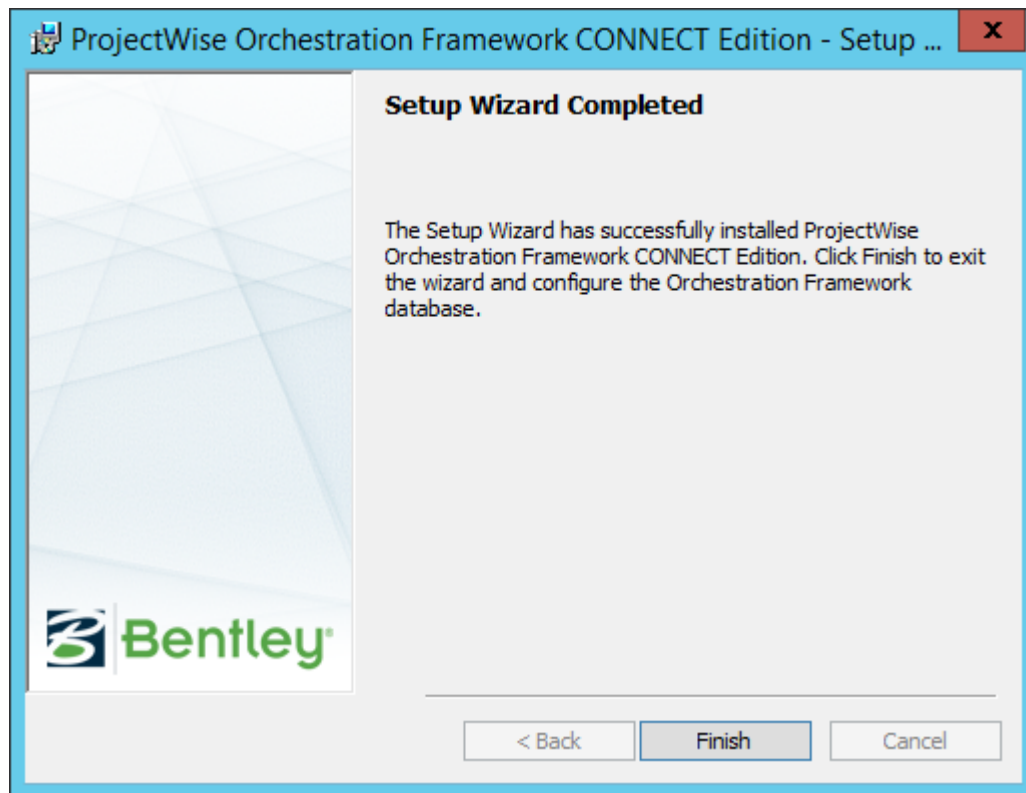 ProjectWise Orchestration Framework CONNECT Edition - Setup ...
x
Setup Wizard Completed
The Setup Wizard has successfully installed ProjectWise
Orchestration Framework CONNECT Edition. Click Finish to exit
the wizard and configure the Orchestration Framework
database.
Bentley®
< Back
Finish
Cancel